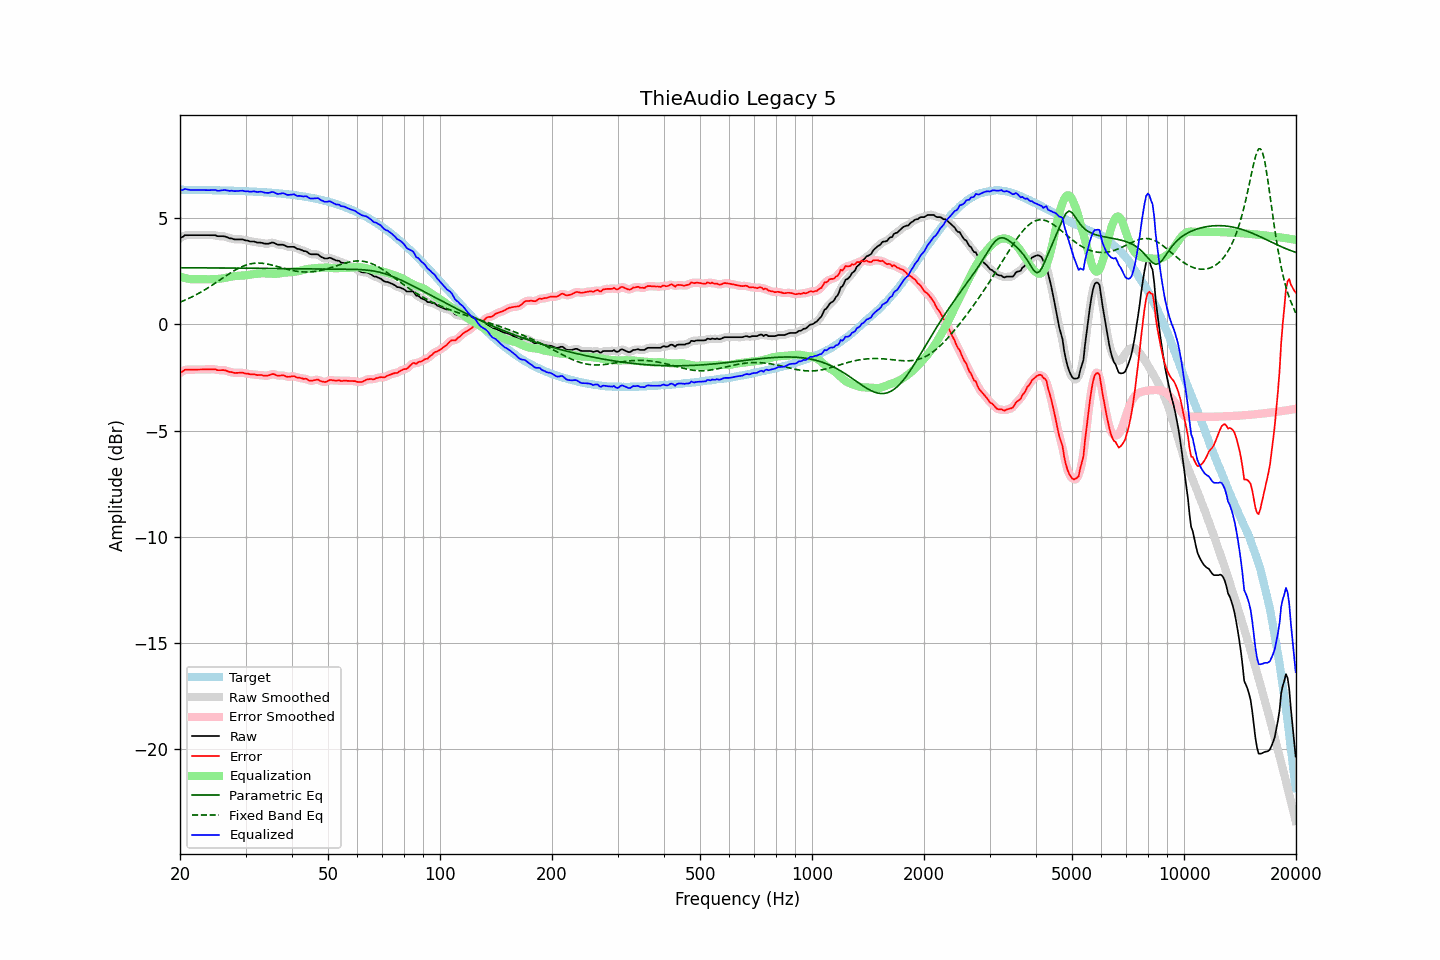 ThieAudio Legacy 5
Amplitude (dBr)
5
0
−5
−10
−15
−20
Target
Raw Smoothed
Error Smoothed
Raw
Error
Equalization
Parametric Eq
Fixed Band Eq
Equalized
20 50 100 200 500 1000 2000 5000 10000 20000
Frequency (Hz)